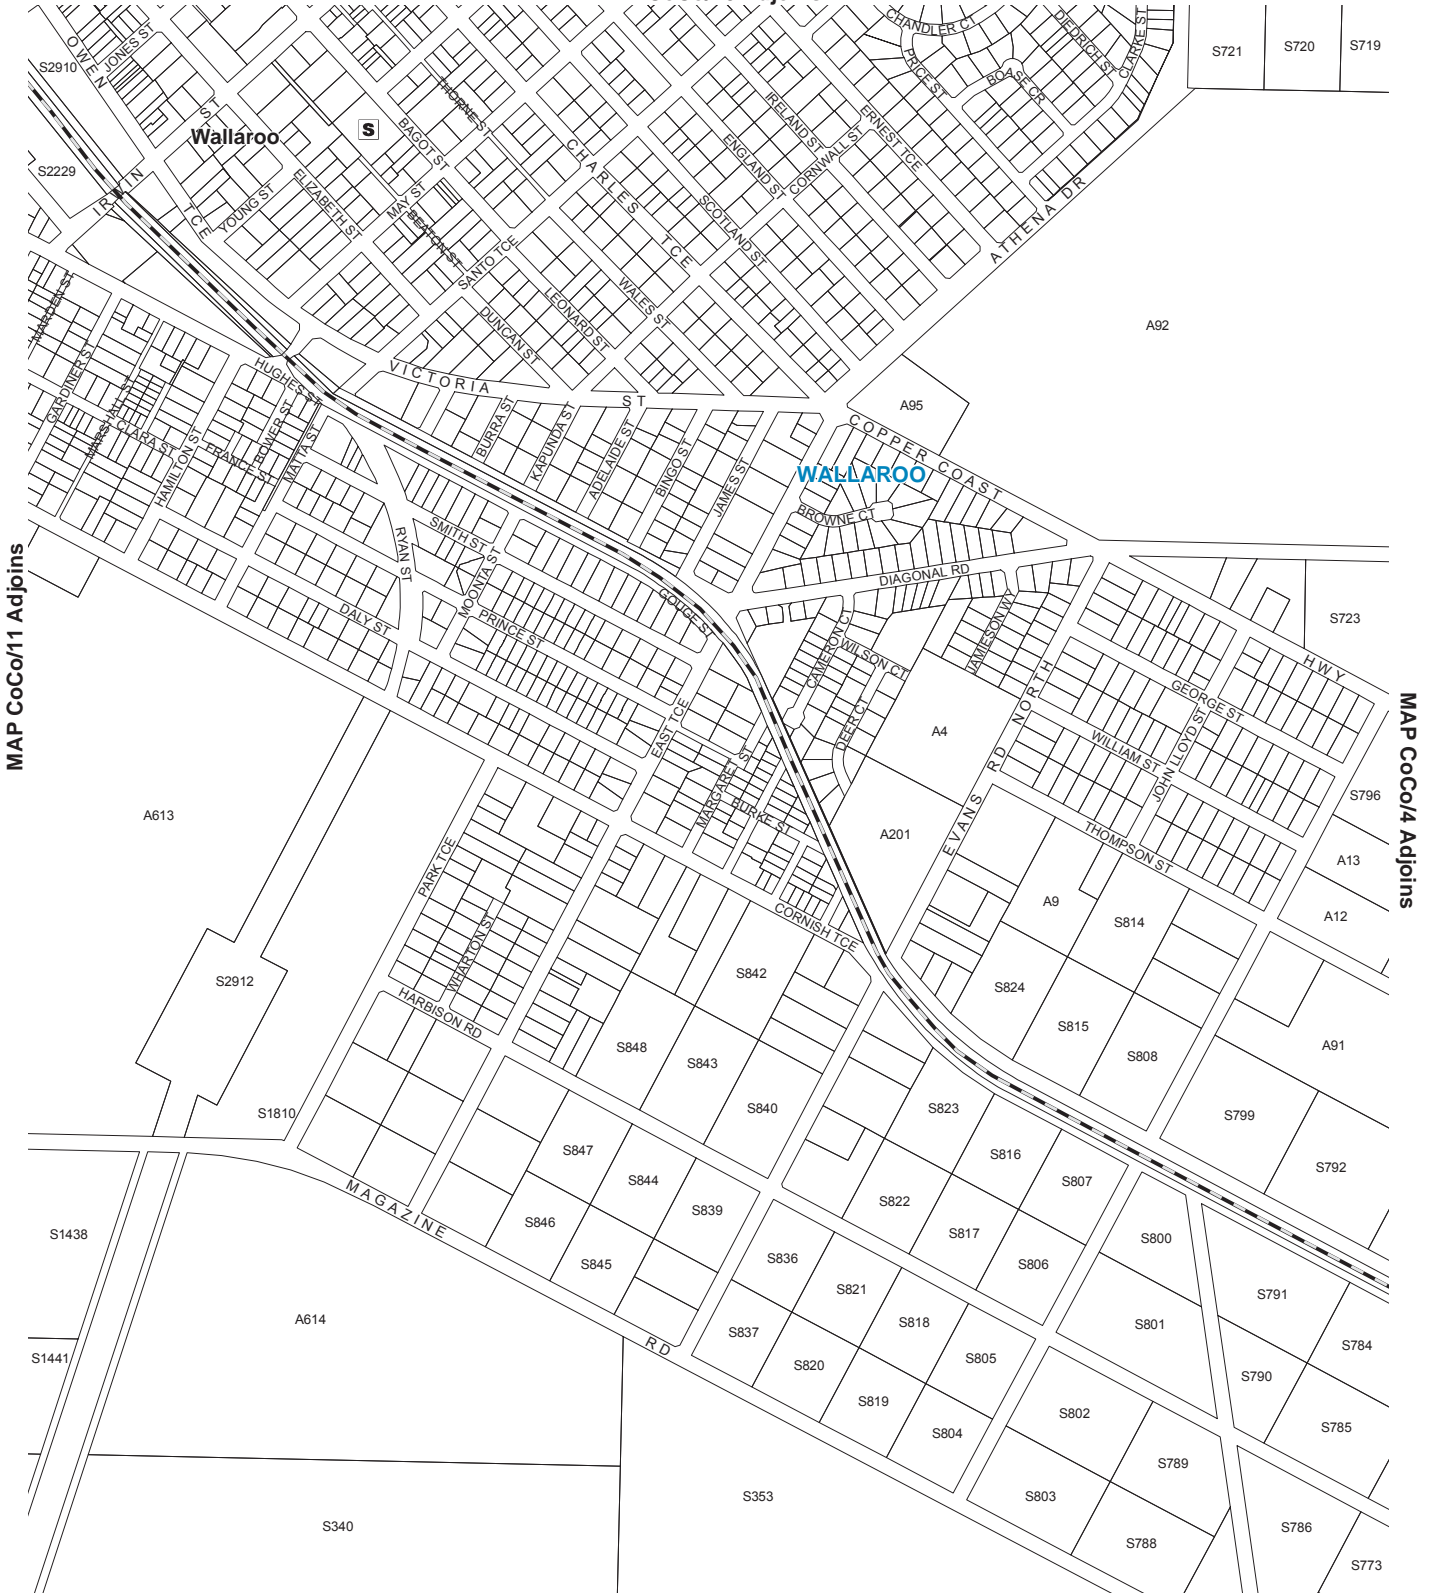 CHANDLER CT
DIEDRICH ST
CLARKE ST
PRICE ST
BOASE CR
S721
S720
S719
OWEN
TCE
JONES ST
S2910
ST
Wallaroo
S
THORNE ST
BAGOT ST
CHARLES TCE
IRELAND ST
ENGLAND ST
CORNWALL ST
ERNEST TCE
S2229
IRWIN
YOUNG ST
ELIZABETH ST
MAY ST
BEATON ST
SCOTLAND ST
ATHENA DR
SANTO TCE
MARDEN ST
DUNCAN ST
LEONARD ST
WALES ST
A92
GARDINER ST
HUGHES ST
VICTORIA ST
A95
MARSHALL ST
CLARA ST
HAMILTON ST
FRANCE ST
BOWER ST
MATTA ST
BURRA ST
KAPUNDA ST
ADELAIDE ST
BINGO ST
JAMES ST
COPPER COAST
HWY
WALLAROO
BROWNE CT
RYAN ST
SMITH ST
MOONTA ST
DIAGONAL RD
GOUGE ST
DALY ST
PRINCE ST
CAMERON CT
WILSON CT
JAMIESON WY
S723
MAP CoCo/11 Adjoins
MAP CoCo/4 Adjoins
DEER CT
EAST TCE
GEORGE ST
WILLIAM ST
JOHN LLOYD ST
EVANS RD NORTH
A4
MARGARET ST
BURKE ST
A613
A201
THOMPSON ST
S796
A13
A12
PARK TCE
CORNISH TCE
A9
S814
WHARTON ST
S2912
HARBISON RD
S842
S824
S815
S808
A91
S848
S843
S840
S823
S799
S1810
S847
S844
S816
S807
S792
MAGAZINE RD
S846
S839
S822
S817
S800
S1438
S845
S836
S806
S821
S791
A614
S837
S818
S801
S784
S1441
S820
S805
S790
S819
S802
S804
S785
S789
S340
S353
S803
S786
S788
S773